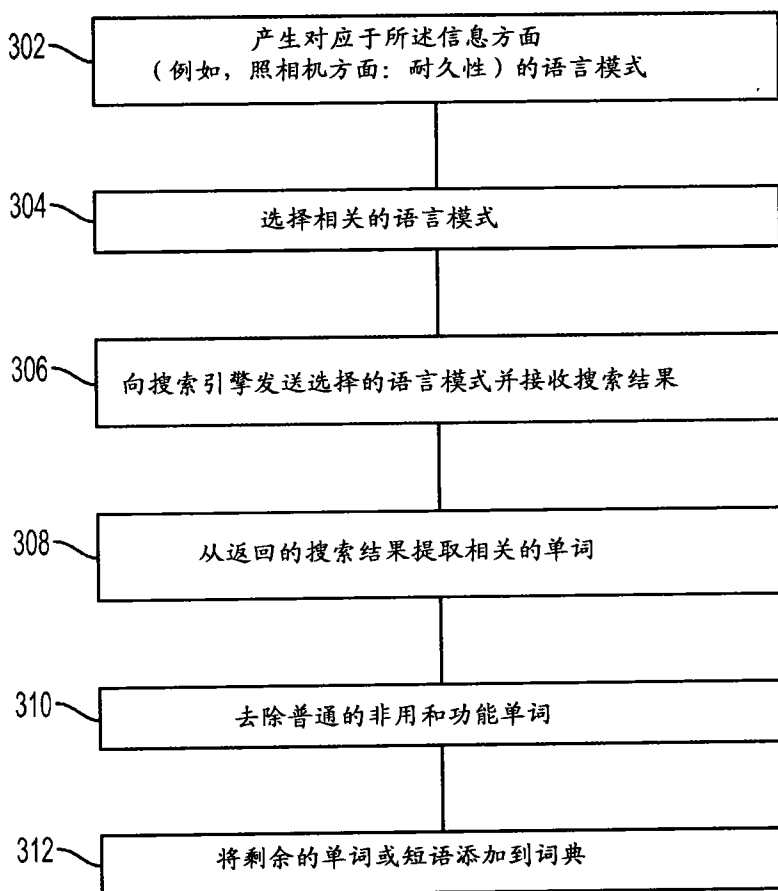 302
产生对应于所述信息方面
(例如，照相机方面：耐久性)的语言模式
304
选择相关的语言模式
306
向搜索引擎发送选择的语言模式并接收搜索结果
308
从返回的搜索结果提取相关的单词
310
去除普通的非用和功能单词
312
将剩余的单词或短语添加到词典